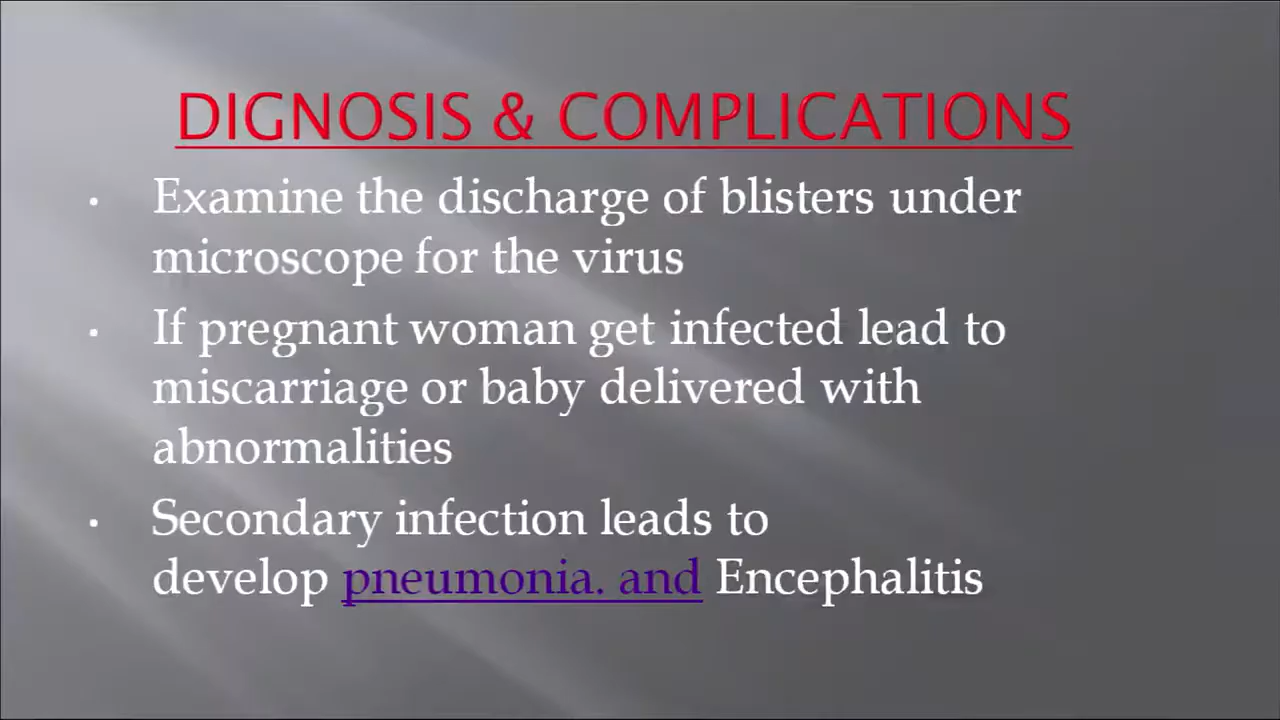 DIGNOSIS & COMPLICATIONS
• Examine the discharge of blisters under
microscope for the virus
• If pregnant woman get infected lead to
miscarriage or baby delivered with
abnormalities
• Secondary infection leads to
develop pneumonia. and Encephalitis